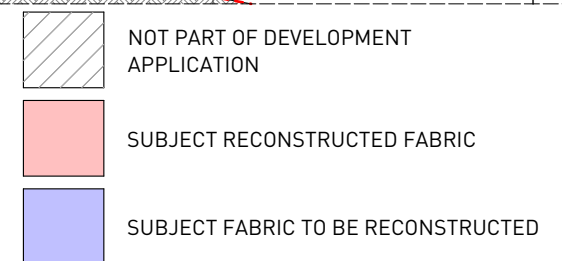 NOT PART OF DEVELOPMENT
APPLICATION
SUBJECT RECONSTRUCTED FABRIC
SUBJECT FABRIC TO BE RECONSTRUCTED